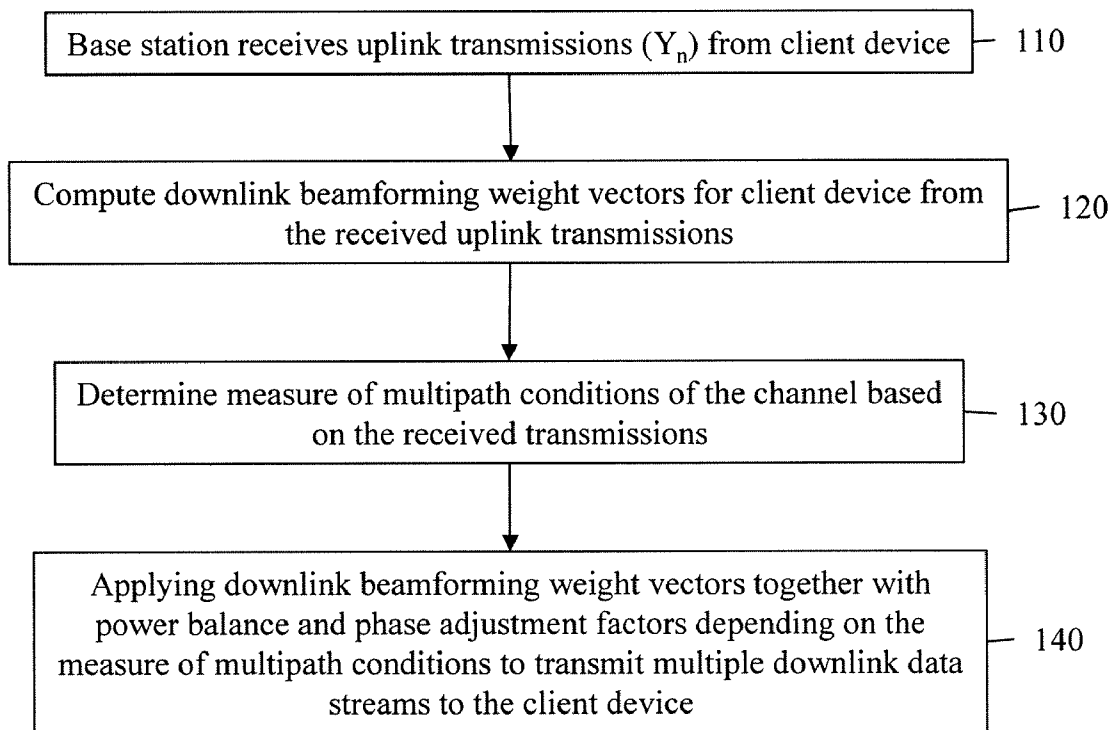 Base station receives uplink transmissions (Yn) from client device
110
Compute downlink beamforming weight vectors for client device from
the received uplink transmissions
120
Determine measure of multipath conditions of the channel based
on the received transmissions
130
Applying downlink beamforming weight vectors together with
power balance and phase adjustment factors depending on the
measure of multipath conditions to transmit multiple downlink data
streams to the client device
140